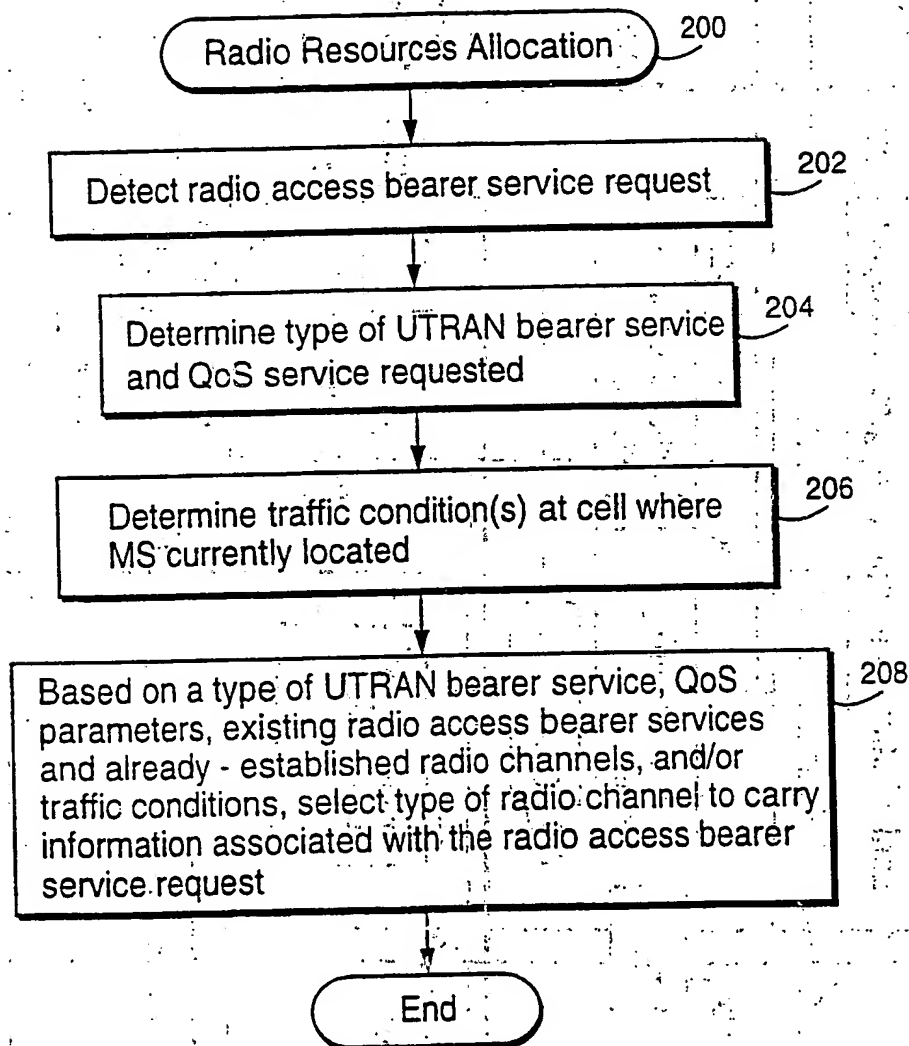 Radio Resources Allocation
200
Detect radio access bearer service request
202
Determine type of UTRAN bearer service
and QoS service requested
204
Determine traffic condition(s) at cell where
MS currently located
206
Based on a type of UTRAN bearer service, QoS
parameters, existing radio access bearer services
and already - established radio channels, and/or
traffic conditions, select type of radio channel to carry
information associated with the radio access bearer
service request
208
End